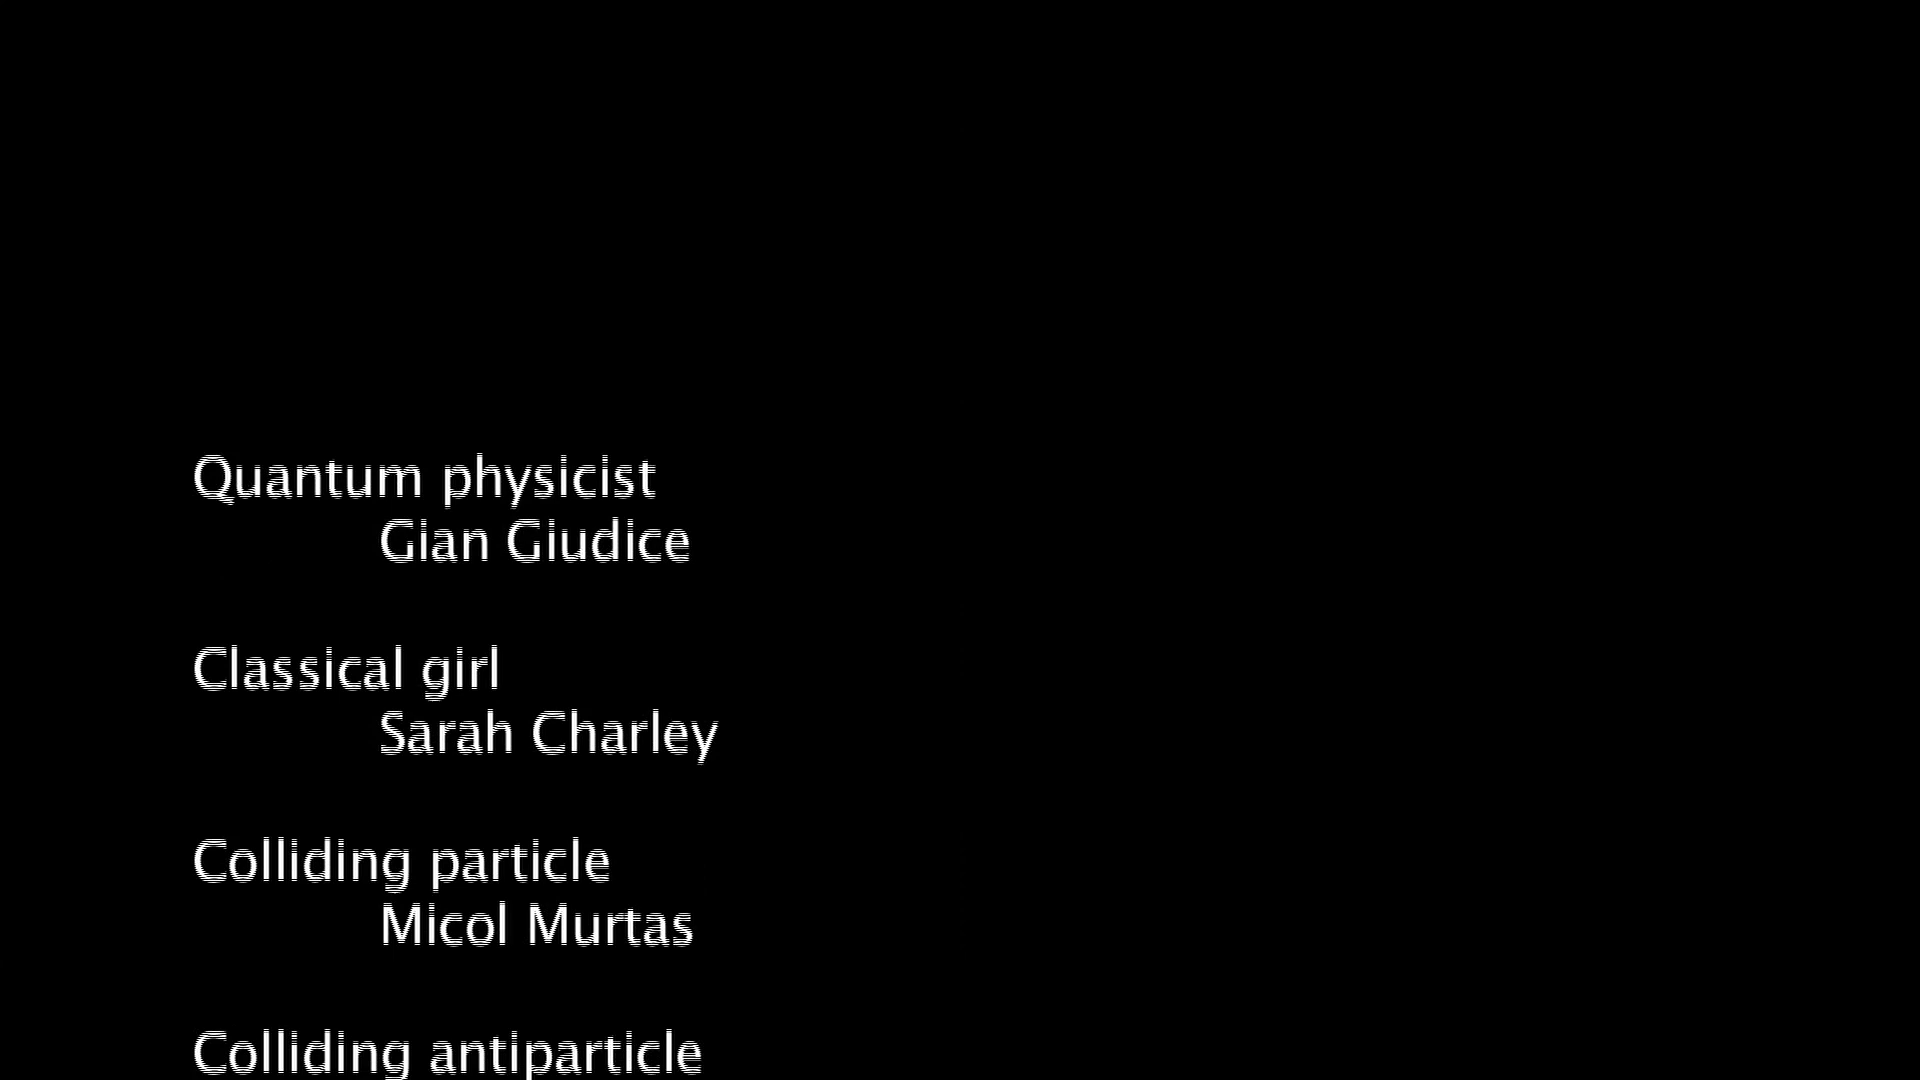 Quantum physicist
Gian Giudice
Classical girl
Sarah Charley
Colliding particle
Micol Murtas
Colliding antiparticle